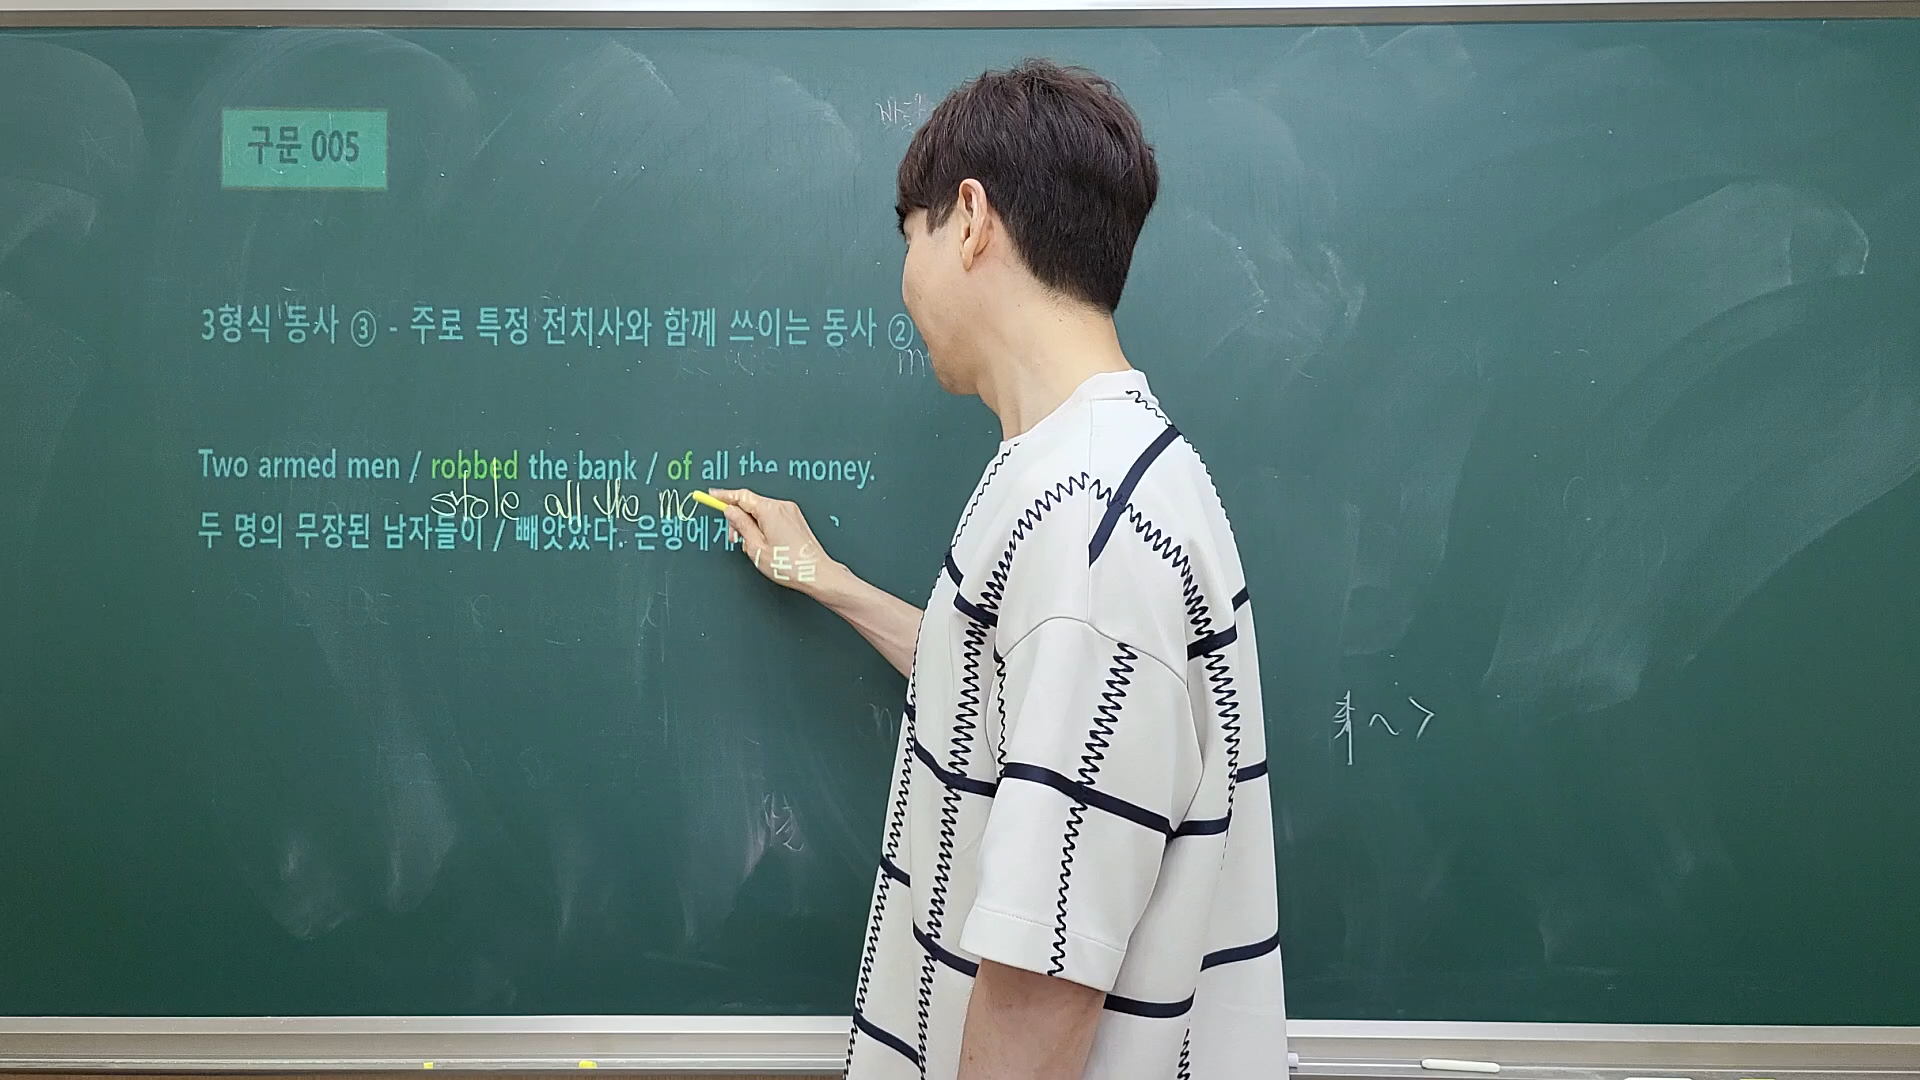 구문 005
3형식 동사 ③ - 주로 특정 전치사와 함께 쓰이는 동사 ②
Two armed men / robbed the bank / of all the money.
stole all the mo
두 명의 무장된 남자들이 / 빼앗았다. 은행에게 / 돈을